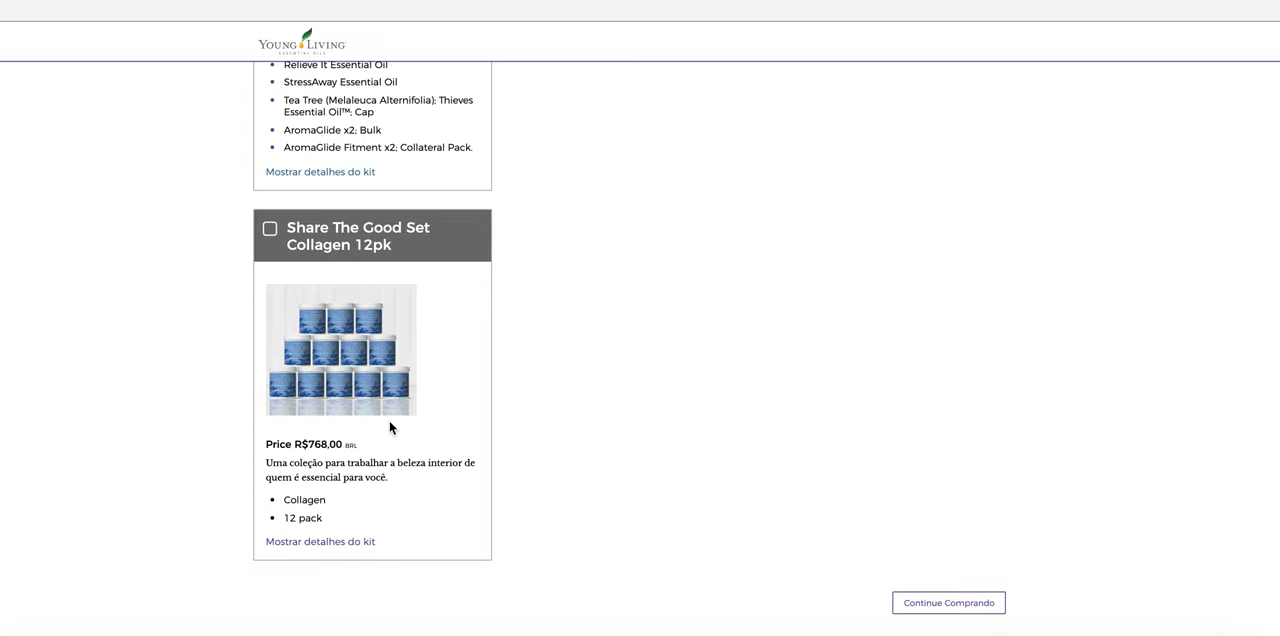 YOUNG LIVING
ESSENTIAL OILS
Relieve It Essential Oil
StressAway Essential Oil
Tea Tree (Melaleuca Alternifolia); Thieves
Essential Oil™; Cap
AromaGlide x2; Bulk
AromaGlide Fitment x2; Collateral Pack.
Mostrar detalhes do kit
Share The Good Set
Collagen 12pk
Price R$768,00 BRL
Uma coleção para trabalhar a beleza interior de
quem é essencial para você.
Collagen
12 pack
Mostrar detalhes do kit
Continue Comprando